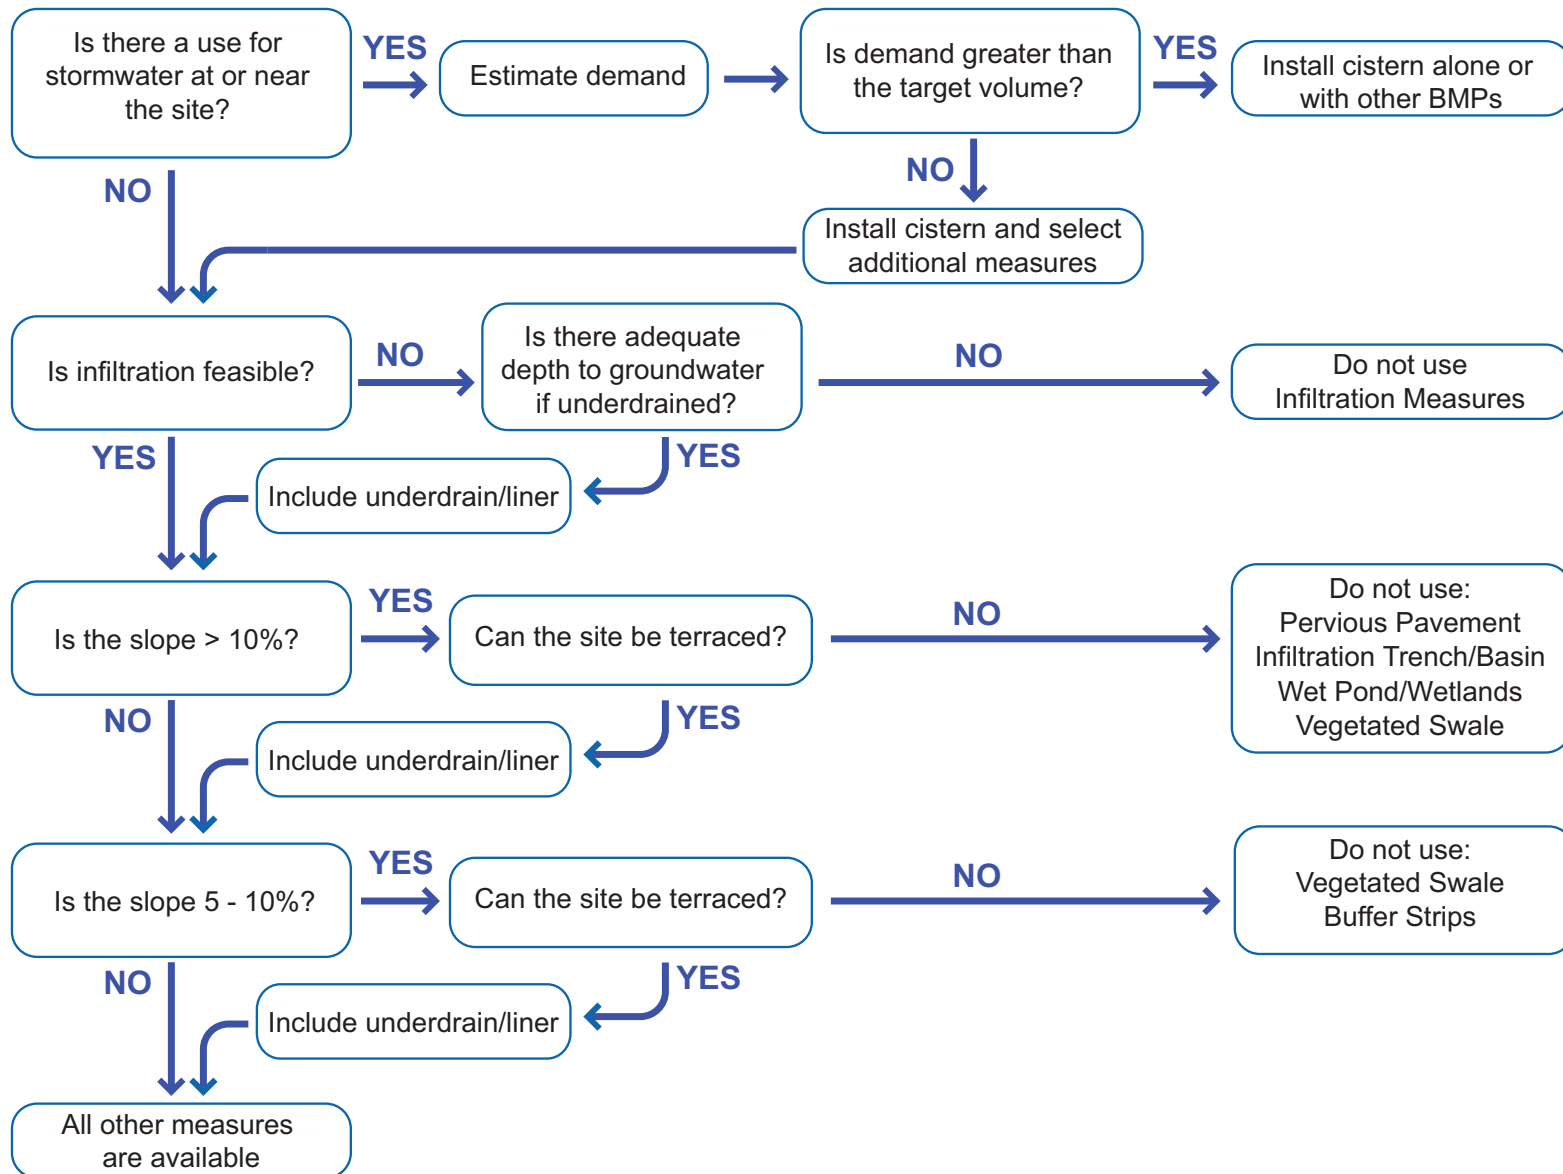 Is there a use for
stormwater at or near
the site?
YES
Estimate demand
Is demand greater than
the target volume?
YES
Install cistern alone or
with other BMPs
NO
NO
Install cistern and select
additional measures
Is infiltration feasible?
NO
Is there adequate
depth to groundwater
if underdrained?
NO
Do not use
Infiltration Measures
YES
YES
Include underdrain/liner
Is the slope > 10%?
YES
Can the site be terraced?
NO
Do not use:
Pervious Pavement
Infiltration Trench/Basin
Wet Pond/Wetlands
Vegetated Swale
NO
YES
Include underdrain/liner
Is the slope 5 - 10%?
YES
Can the site be terraced?
NO
Do not use:
Vegetated Swale
Buffer Strips
NO
YES
Include underdrain/liner
All other measures
are available